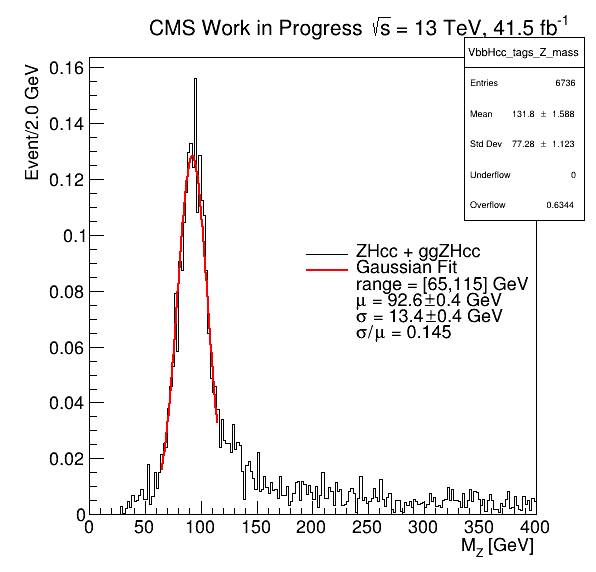 CMS Work in Progress √s = 13 TeV, 41.5 fb⁻¹
VbbHcc_tags_Z_mass
Entries 6736
Mean 131.8 ± 1.588
Std Dev 77.28 ± 1.123
Underflow 0
Overflow 0.6344
Event/2.0 GeV
0.16
0.14
0.12
0.1
0.08
0.06
0.04
0.02
0
ZHcc + ggZHcc
Gaussian Fit
range = [65,115] GeV
μ = 92.6±0.4 GeV
σ = 13.4±0.4 GeV
σ/μ = 0.145
0 50 100 150 200 250 300 350 400
M_Z [GeV]